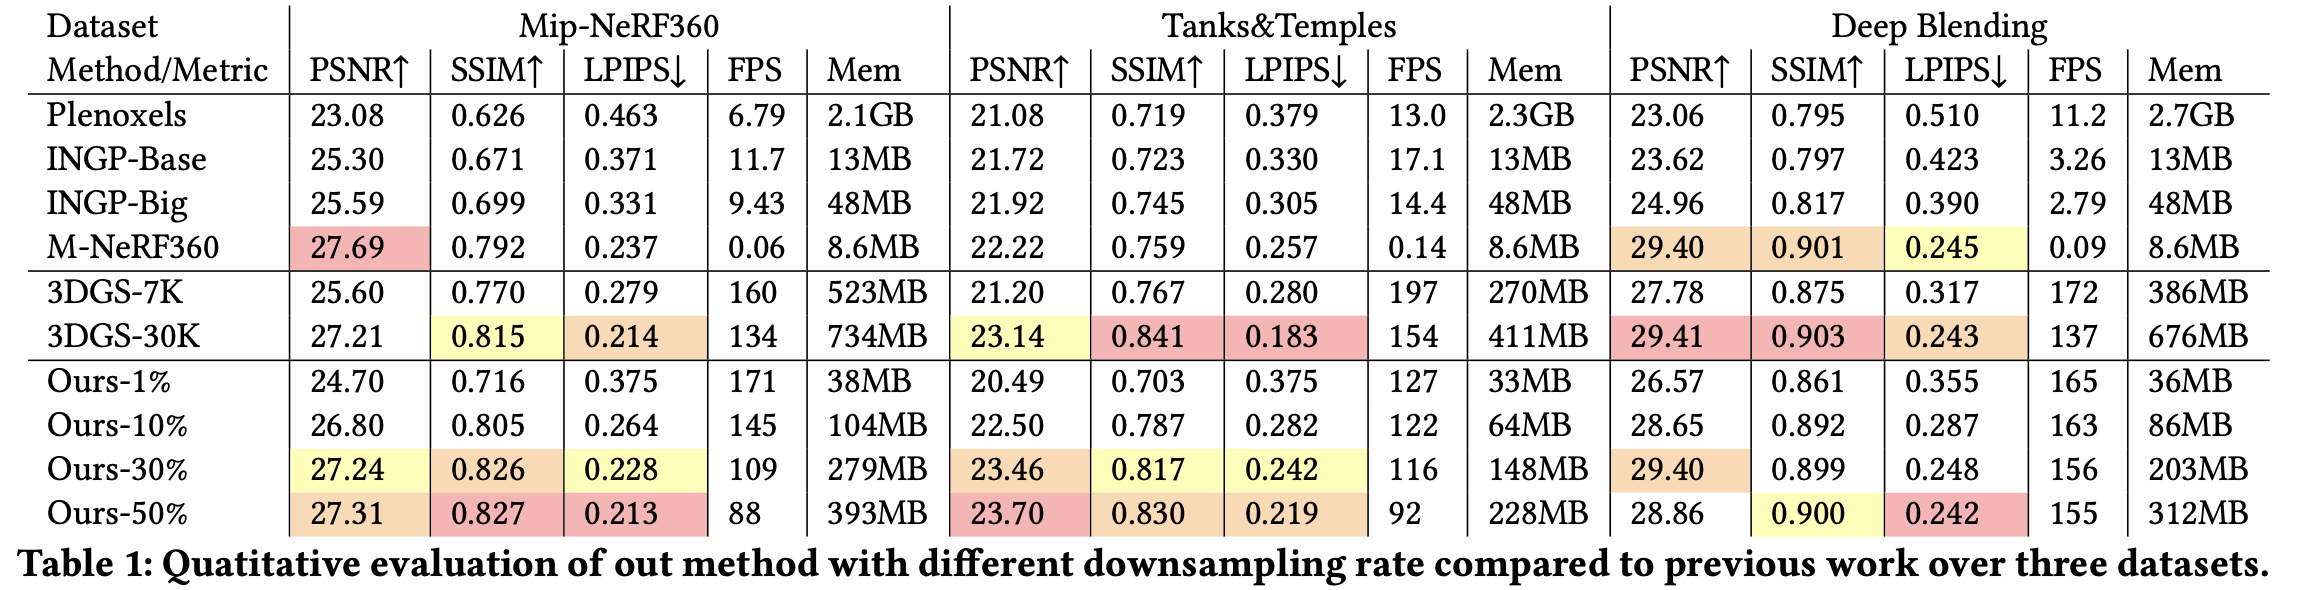 Dataset Mip-NeRF360 Tanks&Temples Deep Blending
Method/Metric PSNR↑ SSIM↑ LPIPS↓ FPS Mem PSNR↑ SSIM↑ LPIPS↓ FPS Mem PSNR↑ SSIM↑ LPIPS↓ FPS Mem
Plenoxels 23.08 0.626 0.463 6.79 2.1GB 21.08 0.719 0.379 13.0 2.3GB 23.06 0.795 0.510 11.2 2.7GB
INGP-Base 25.30 0.671 0.371 11.7 13MB 21.72 0.723 0.330 17.1 13MB 23.62 0.797 0.423 3.26 13MB
INGP-Big 25.59 0.699 0.331 9.43 48MB 21.92 0.745 0.305 14.4 48MB 24.96 0.817 0.390 2.79 48MB
M-NeRF360 27.69 0.792 0.237 0.06 8.6MB 22.22 0.759 0.257 0.14 8.6MB 29.40 0.901 0.245 0.09 8.6MB
3DGS-7K 25.60 0.770 0.279 160 523MB 21.20 0.767 0.280 197 270MB 27.78 0.875 0.317 172 386MB
3DGS-30K 27.21 0.815 0.214 134 734MB 23.14 0.841 0.183 154 411MB 29.41 0.903 0.243 137 676MB
Ours-1% 24.70 0.716 0.375 171 38MB 20.49 0.703 0.375 127 33MB 26.57 0.861 0.355 165 36MB
Ours-10% 26.80 0.805 0.264 145 104MB 22.50 0.787 0.282 122 64MB 28.65 0.892 0.287 163 86MB
Ours-30% 27.24 0.826 0.228 109 279MB 23.46 0.817 0.242 116 148MB 29.40 0.899 0.248 156 203MB
Ours-50% 27.31 0.827 0.213 88 393MB 23.70 0.830 0.219 92 228MB 28.86 0.900 0.242 155 312MB
Table 1: Quatitative evaluation of out method with different downsampling rate compared to previous work over three datasets.